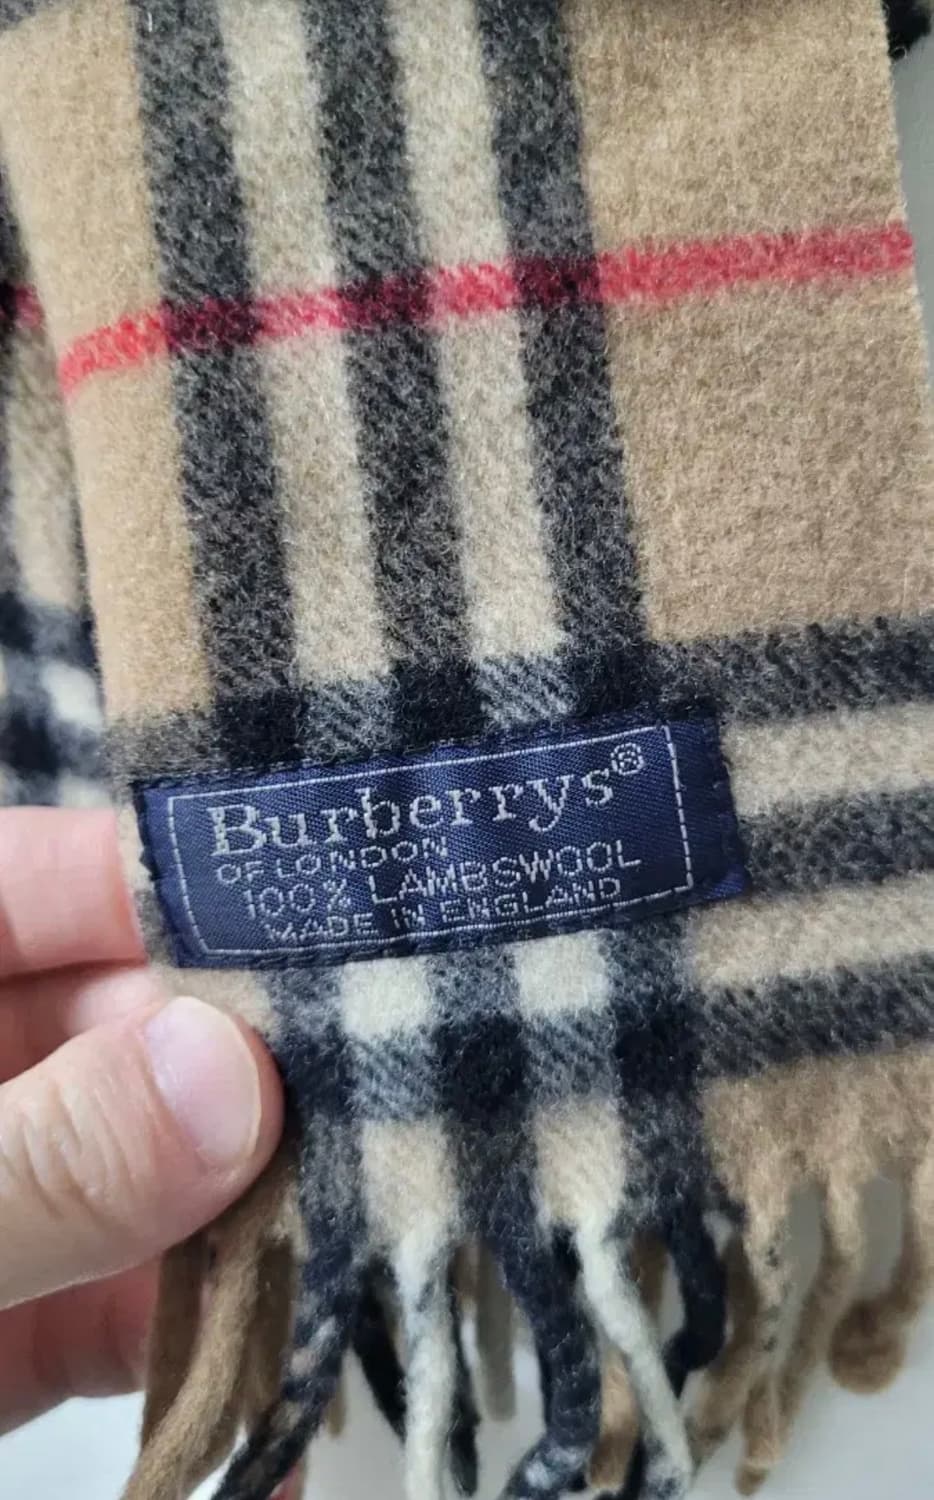 Burberrys®
OF LONDON
100% LAMBSWOOL
MADE IN ENGLAND